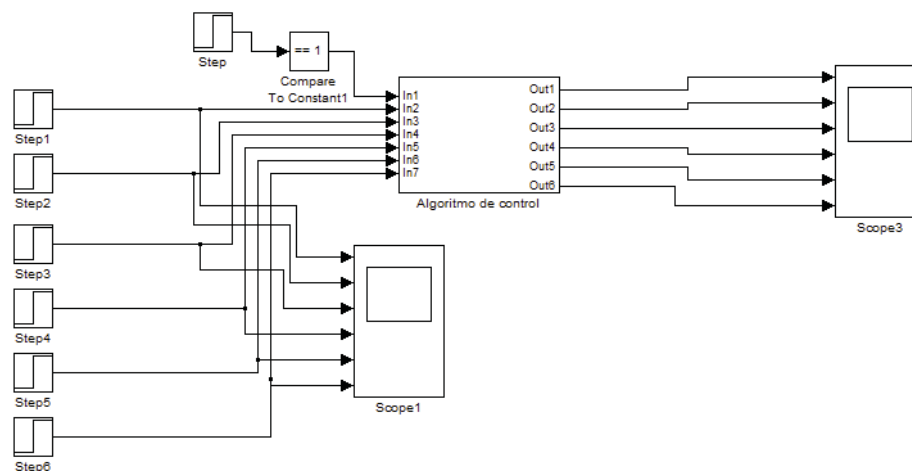 Step
== 1
Compare
To Constant1
Step1
Step2
Step3
Step4
Step5
Step6
In1
In2
In3
In4
In5
In6
In7
Out1
Out2
Out3
Out4
Out5
Out6
Algoritmo de control
Scope1
Scope3